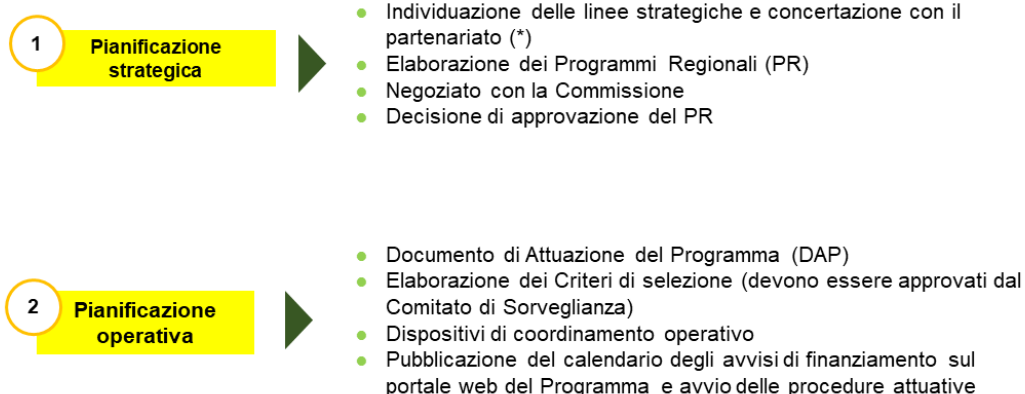 1
Pianificazione
strategica
● Individuazione delle linee strategiche e concertazione con il
partenariato (*)
● Elaborazione dei Programmi Regionali (PR)
● Negoziato con la Commissione
● Decisione di approvazione del PR
2
Pianificazione
operativa
● Documento di Attuazione del Programma (DAP)
● Elaborazione dei Criteri di selezione (devono essere approvati dal
Comitato di Sorveglianza)
● Dispositivi di coordinamento operativo
● Pubblicazione del calendario degli avvisi di finanziamento sul
portale web del Programma e avvio delle procedure attuative